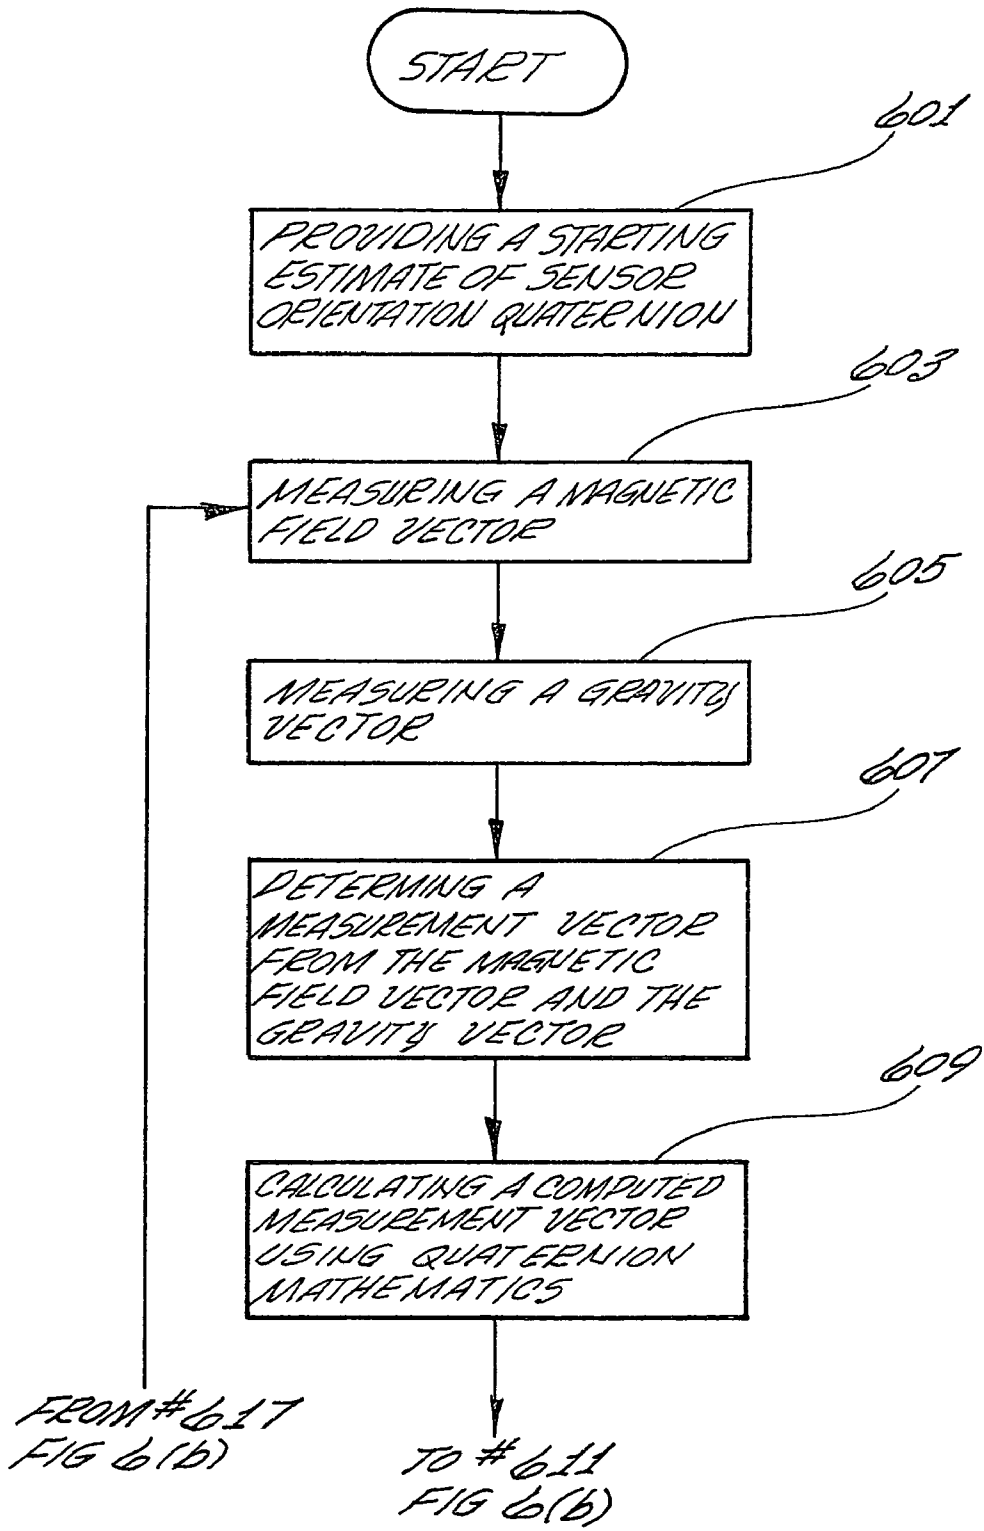 START
601
PROVIDING A STARTING
ESTIMATE OF SENSOR
ORIENTATION QUATERNION
603
MEASURING A MAGNETIC
FIELD VECTOR
605
MEASURING A GRAVITY
VECTOR
607
DETERMING A
MEASUREMENT VECTOR
FROM THE MAGNETIC
FIELD VECTOR AND THE
GRAVITY VECTOR
609
CALCULATING A COMPUTED
MEASUREMENT VECTOR
USING QUATERNION
MATHEMATICS
FROM # 617
FIG 6(b)
TO # 611
FIG 6(b)